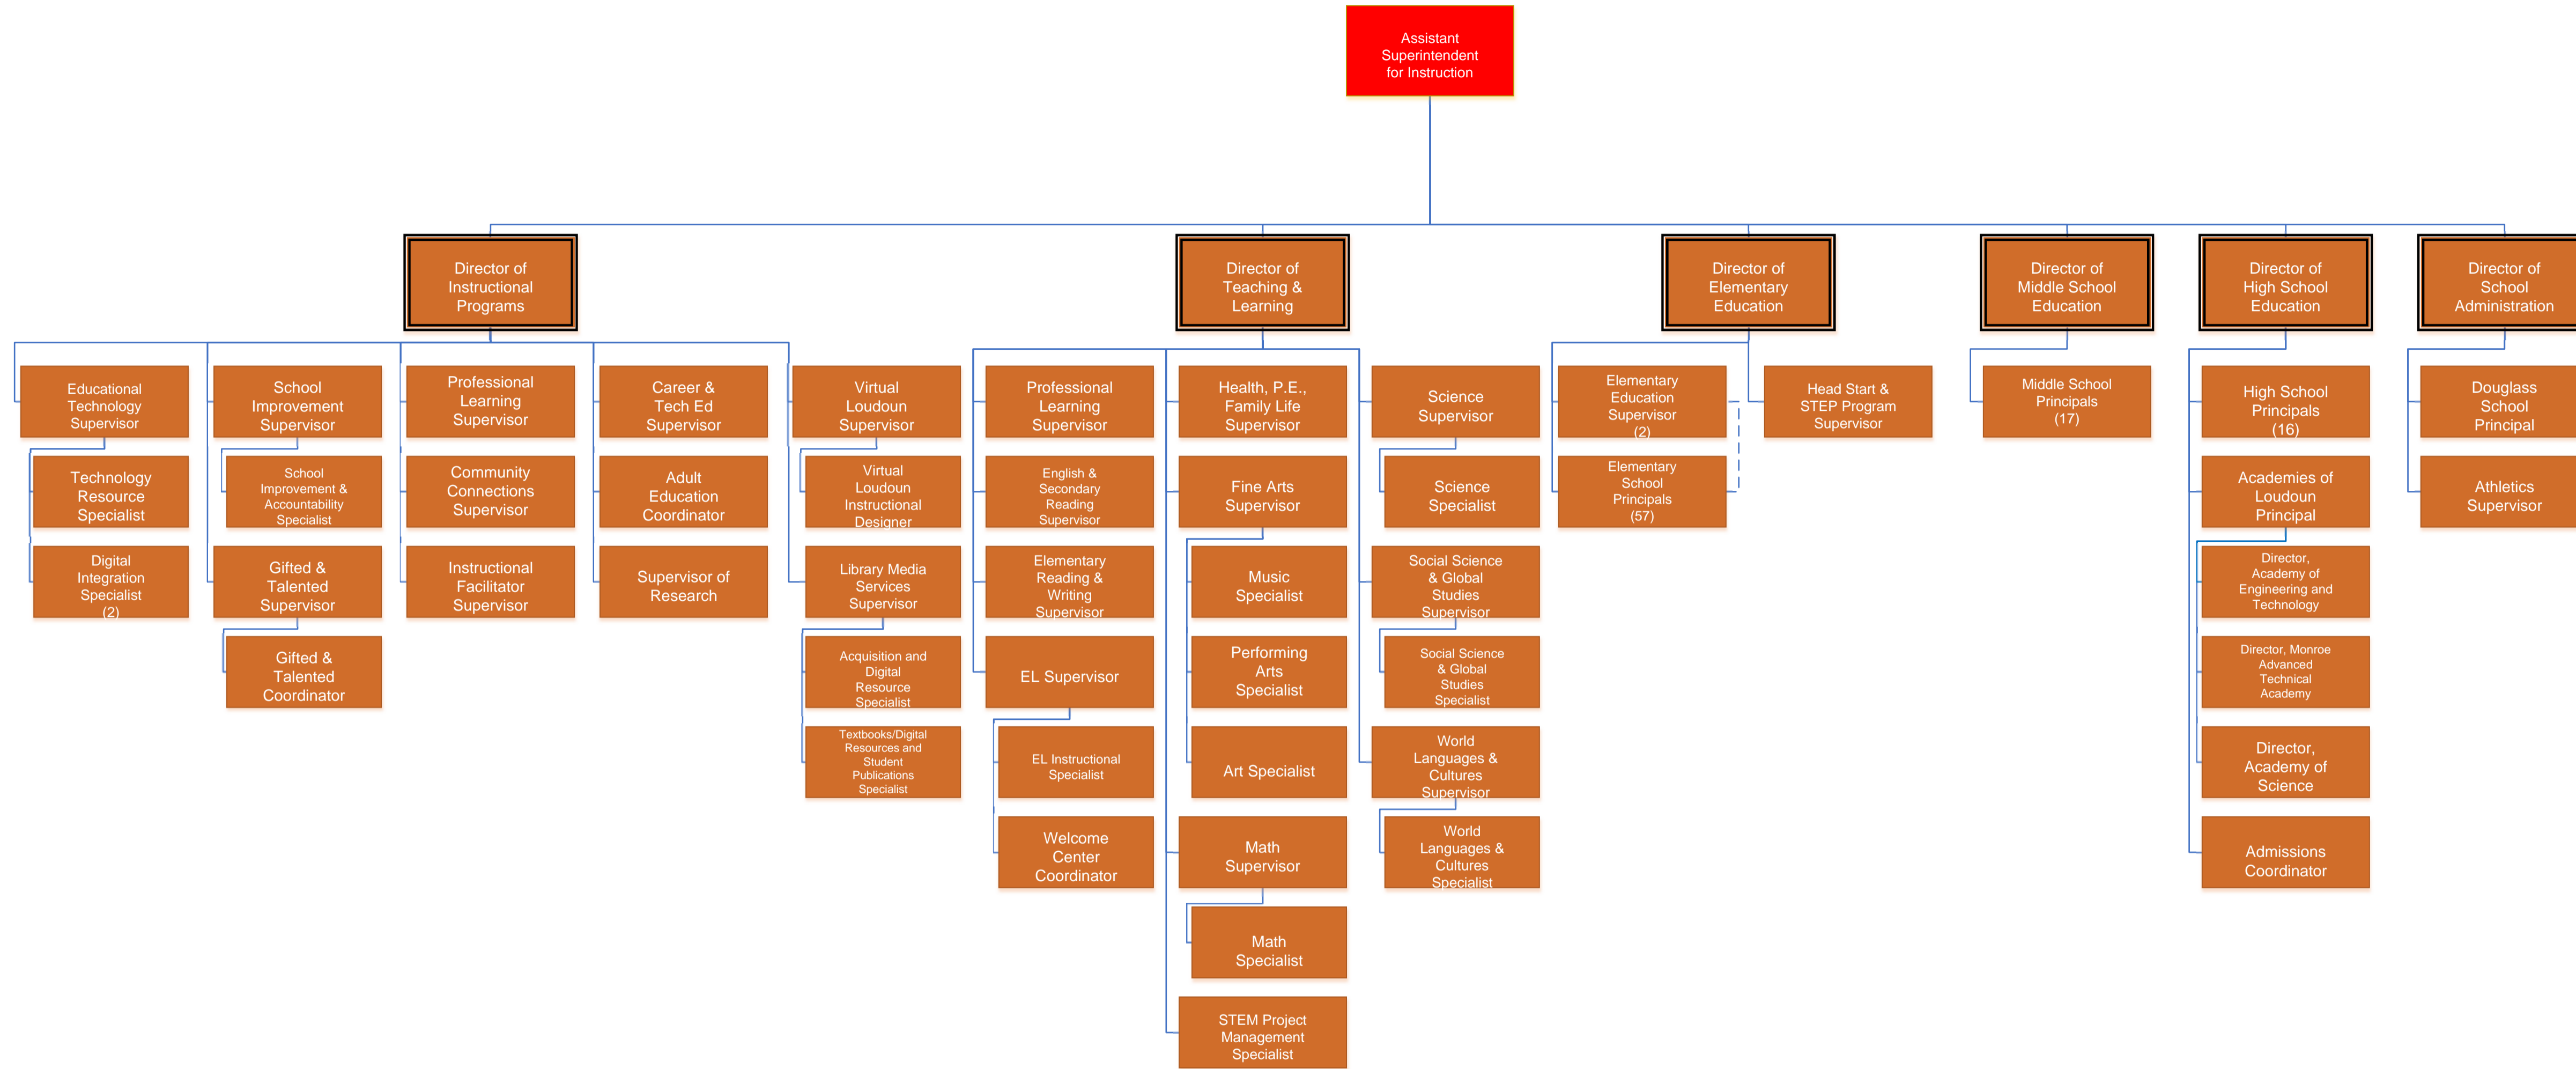 Assistant
Superintendent
for Instruction
Director of
Instructional
Programs
Director of
Teaching &
Learning
Director of
Elementary
Education
Director of
Middle School
Education
Director of
High School
Education
Director of
School
Administration
Educational
Technology
Supervisor
School
Improvement
Supervisor
Professional
Learning
Supervisor
Career &
Tech Ed
Supervisor
Virtual
Loudoun
Supervisor
Professional
Learning
Supervisor
Health, P.E.,
Family Life
Supervisor
Science
Supervisor
Elementary
Education
Supervisor
(2)
Head Start &
STEP Program
Supervisor
Middle School
Principals
(17)
High School
Principals
(16)
Douglass
School
Principal
Technology
Resource
Specialist
School
Improvement &
Accountability
Specialist
Community
Connections
Supervisor
Adult
Education
Coordinator
Virtual
Loudoun
Instructional
Designer
English &
Secondary
Reading
Supervisor
Fine Arts
Supervisor
Science
Specialist
Elementary
School
Principals
(57)
Academies of
Loudoun
Principal
Athletics
Supervisor
Digital
Integration
Specialist
(2)
Gifted &
Talented
Supervisor
Instructional
Facilitator
Supervisor
Supervisor of
Research
Library Media
Services
Supervisor
Elementary
Reading &
Writing
Supervisor
Music
Specialist
Social Science
& Global
Studies
Supervisor
Director,
Academy of
Engineering and
Technology
Gifted &
Talented
Coordinator
Acquisition and
Digital
Resource
Specialist
EL Supervisor
Performing
Arts
Specialist
Social Science
& Global
Studies
Specialist
Director, Monroe
Advanced
Technical
Academy
Textbooks/Digital
Resources and
Student
Publications
Specialist
EL Instructional
Specialist
Art Specialist
World
Languages &
Cultures
Supervisor
Director,
Academy of
Science
Welcome
Center
Coordinator
Math
Supervisor
World
Languages &
Cultures
Specialist
Admissions
Coordinator
Math
Specialist
STEM Project
Management
Specialist